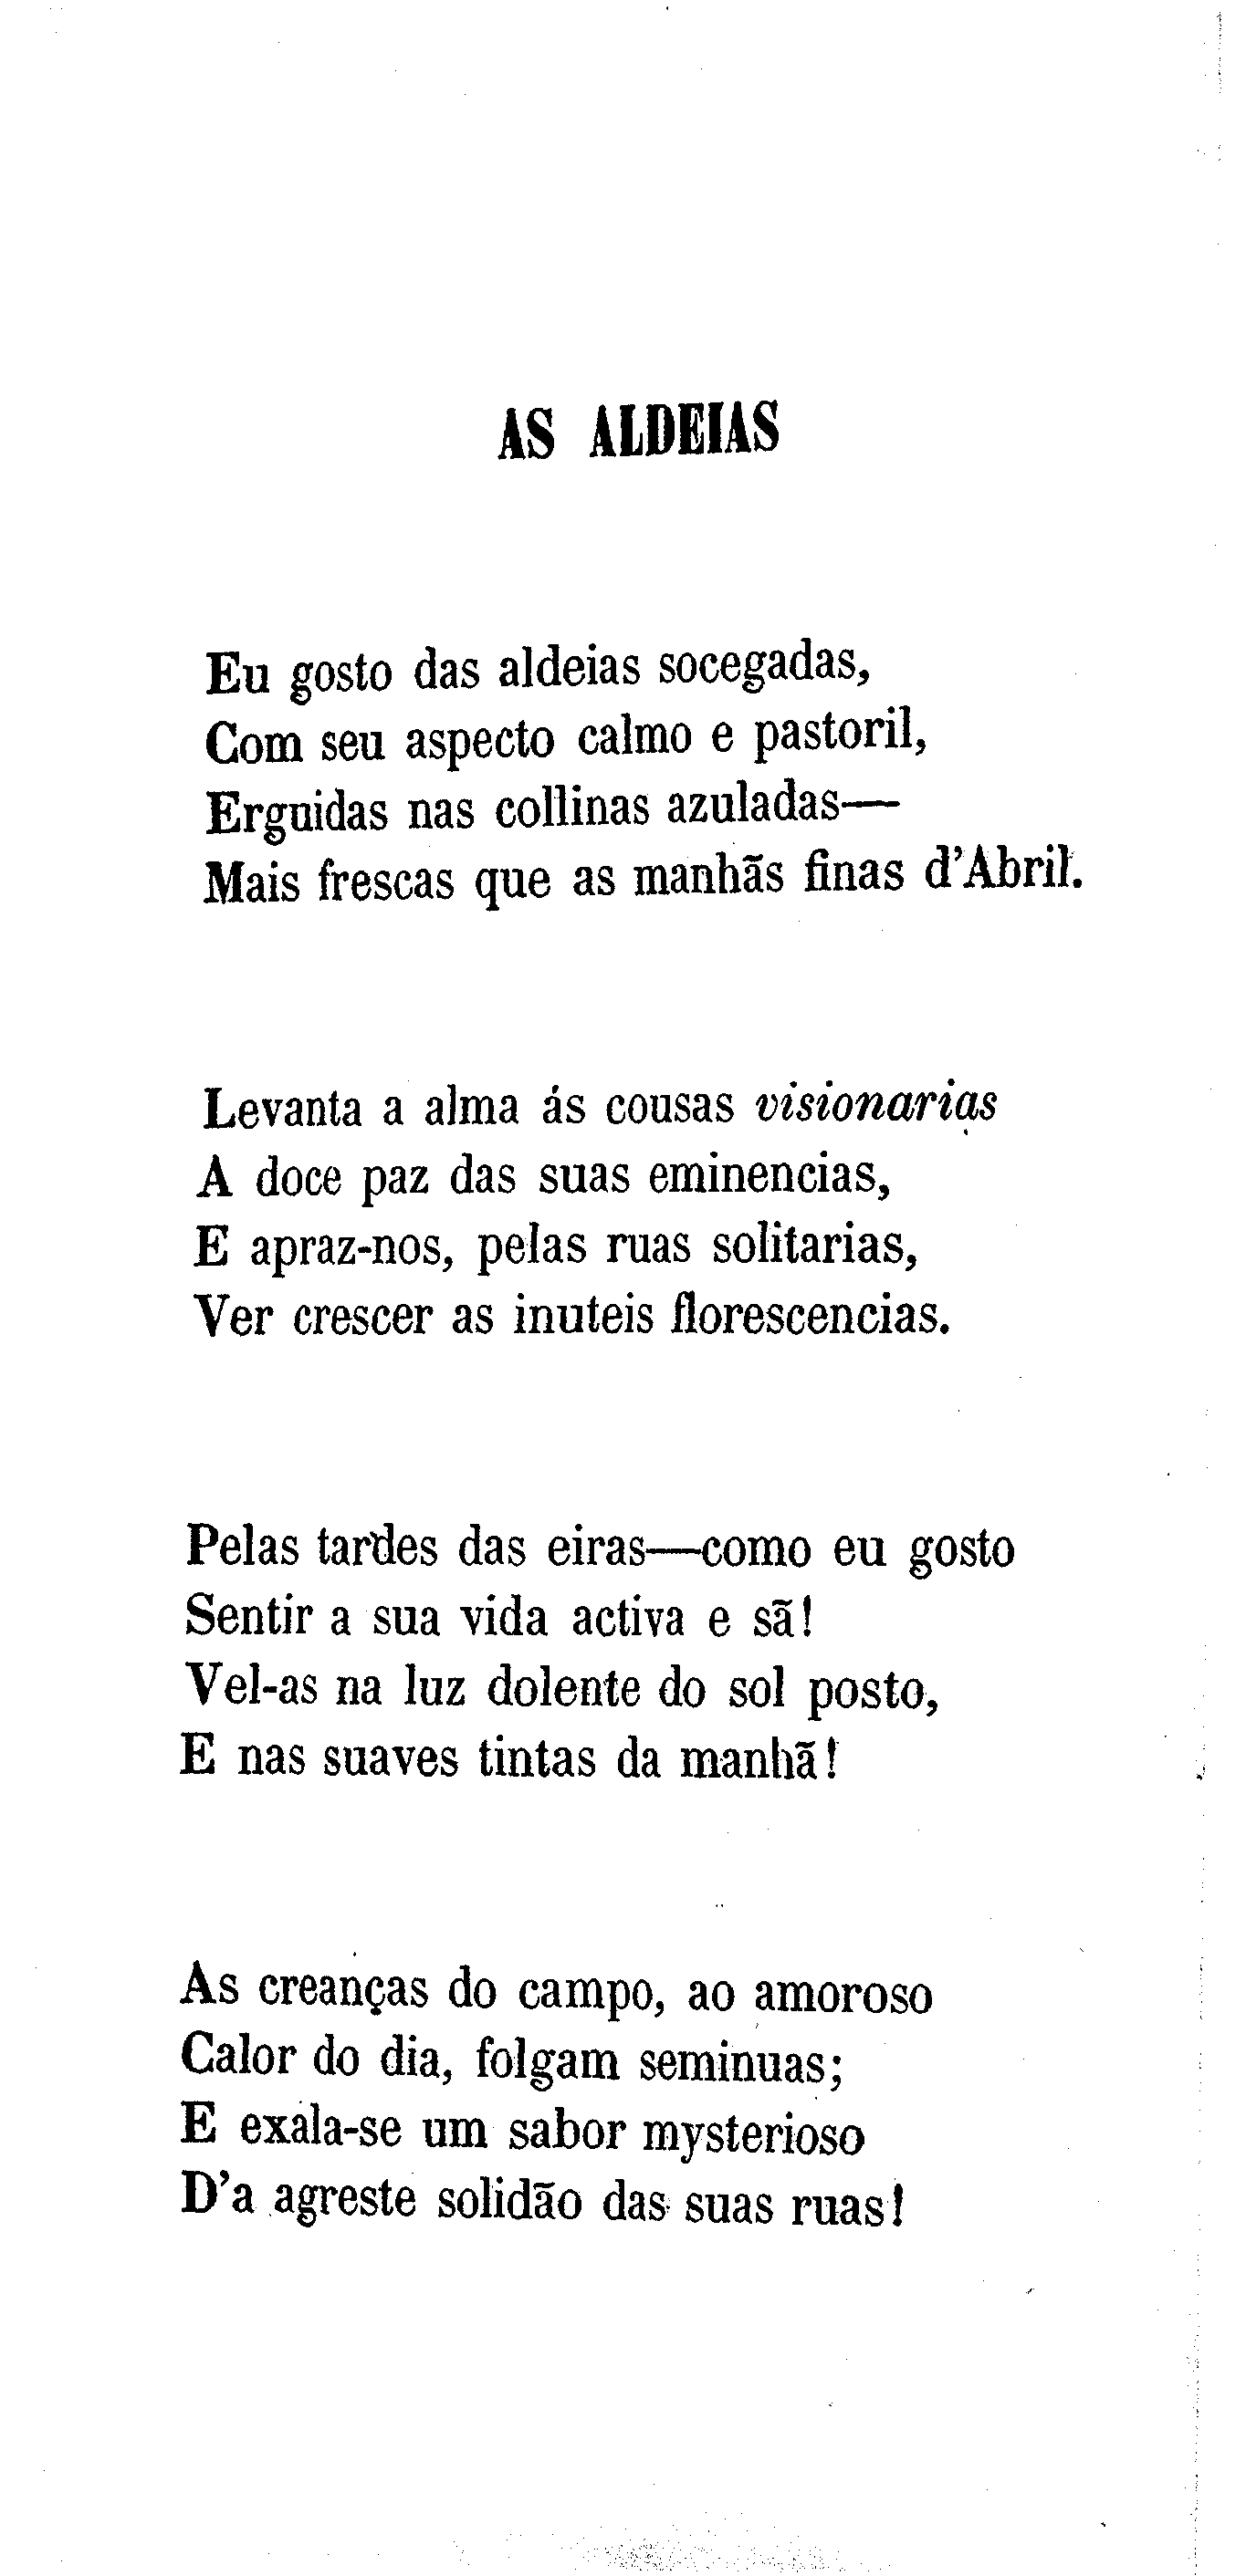 AS ALDEIAS
Eu gosto das aldeias socegadas,
Com seu aspecto calmo e pastoril,
Erguidas nas collinas azuladas—
Mais frescas que as manhãs finas d'Abril.
Levanta a alma ás cousas visionarias
A doce paz das suas eminencias,
E apraz-nos, pelas ruas solitarias,
Ver crescer as inuteis florescencias.
Pelas tardes das eiras—como eu gosto
Sentir a sua vida activa e sã!
Vel-as na luz dolente do sol posto,
E nas suaves tintas da manhã!
As creanças do campo, ao amoroso
Calor do dia, folgam seminuas;
E exala-se um sabor mysterioso
D'a agreste solidão das suas ruas!